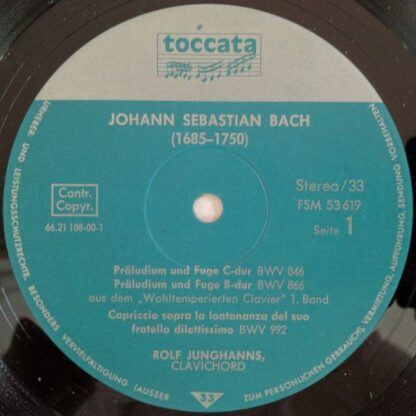 toccata
JOHANN SEBASTIAN BACH
(1685–1750)
Contr.
Copyr.
66.21 108-00-1
Stereo/33
FSM 53 619
Seite 1
Präludium und Fuge C-dur BWV 846
Präludium und Fuge B-dur BWV 866
aus dem „Wohltemperierten Clavier" 1. Band
Capriccio sopra la lontananza del suo
fratello dilettissimo BWV 992
ROLF JUNGHANNS,
CLAVICHORD
URHEBER- UND LEISTUNGSSCHUTZRECHTE, BESONDERS VERVIELFÄLTIGUNG (AUSSER ZUM PERSÖNLICHEN GEBRAUCH), VERMIETUNG, AUFFÜHRUNG, SENDUNG VORBEHALTEN
33